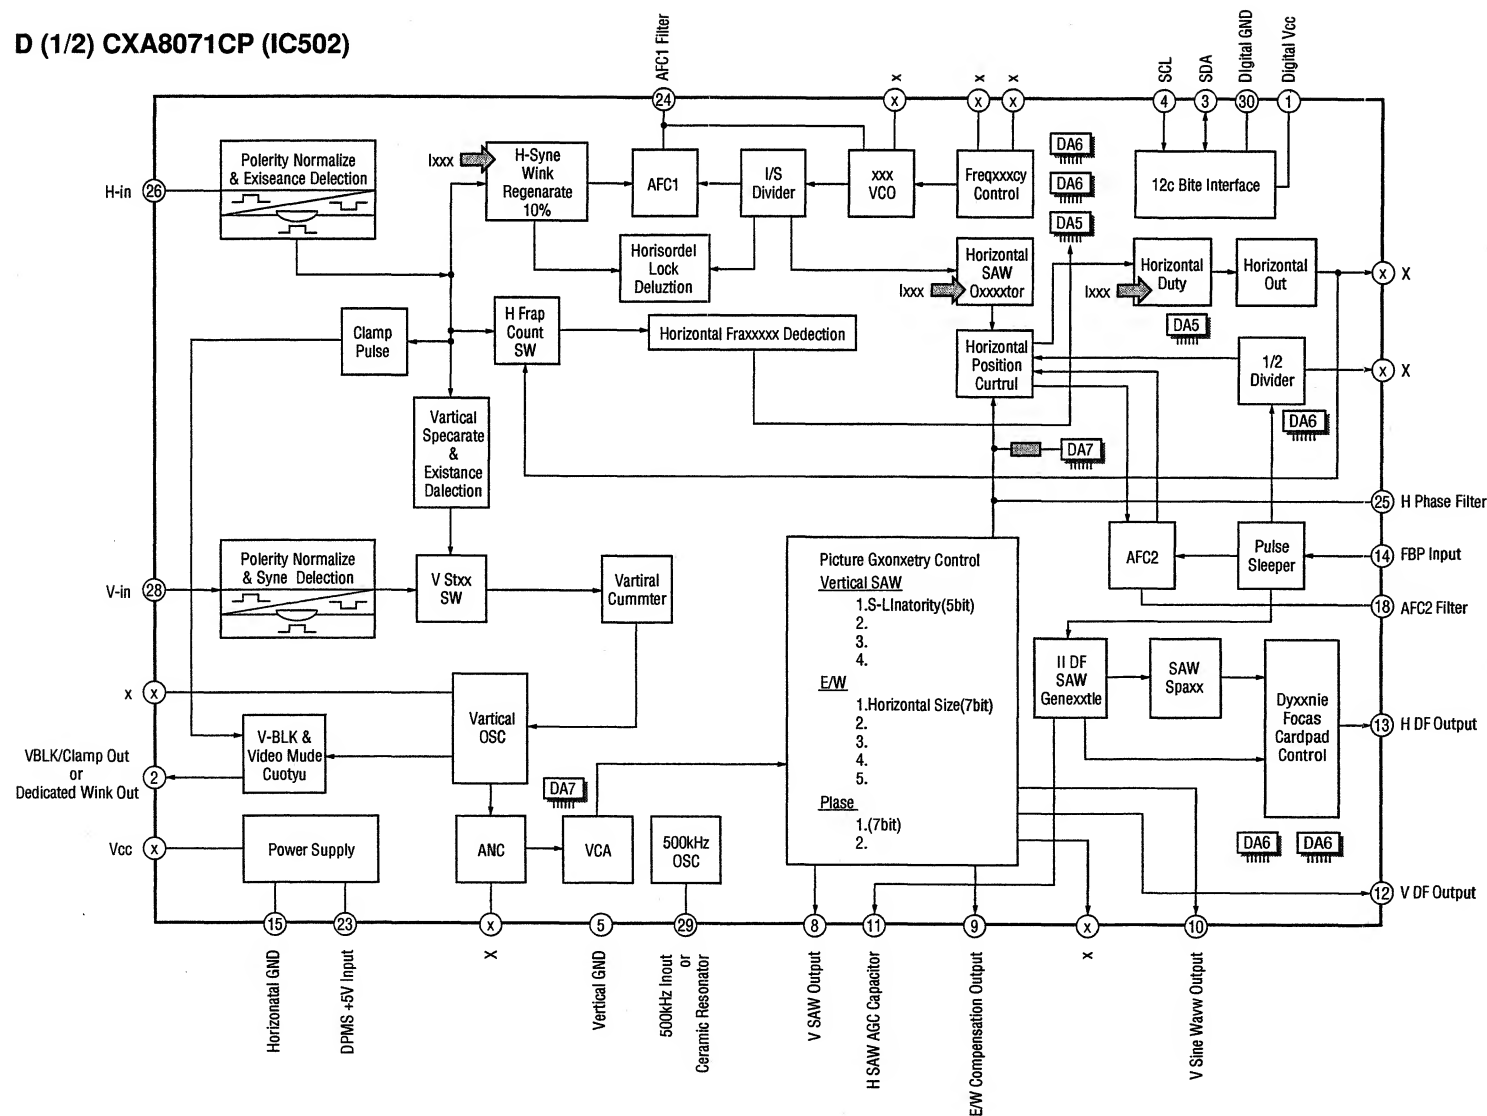 D (1/2) CXA8071CP (IC502)
AFC1 Filter
x
x
x
SCL
SDA
DIgital GND
Digital Vcc
24
x
x
x
4
3
30
1
Polerity Normalize
& Exiseance Delection
H-in
26
Ixxx
H-Syne
Wink
Regenarate
10%
AFC1
I/S
Divider
xxx
VCO
Freqxxxcy
Control
DA6
DA6
DA5
12c Bite Interface
Horisordel
Lock
Deluztion
Horizontal
SAW
Oxxxxtor
Ixxx
Ixxx
Horizontal
Duty
Horizontal
Out
x
X
DA5
Clamp
Pulse
H Frap
Count
SW
Horizontal Fraxxxxx Dedection
Horizontal
Position
Curtrul
1/2
Divider
x
X
DA6
Vartical
Specarate
&
Existance
Dalection
DA7
25
H Phase Filter
Polerity Normalize
& Syne Delection
V-in
28
V Stxx
SW
Vartiral
Cummter
AFC2
Pulse
Sleeper
14
FBP Input
18
AFC2 Filter
Picture Gxonxetry Control
Vertical SAW
1.S-LInatority(5bit)
2.
3.
4.
E/W
1.Horizontal Size(7bit)
2.
3.
4.
5.
Plase
1.(7bit)
2.
II DF
SAW
Genexxtle
SAW
Spaxx
Dyxxnie
Focas
Cardpad
Control
13
H DF Output
x
x
Vartical
OSC
V-BLK &
Video Mude
Cuotyu
VBLK/Clamp Out
or
Dedicated Wink Out
2
DA7
DA6
DA6
Vcc
x
Power Supply
ANC
VCA
500kHz
OSC
12
V DF Output
15
23
x
5
29
8
11
9
x
10
Horizonatal GND
DPMS +5V Input
X
Vertical GND
500kHz Inout
or
Ceramic Resonator
V SAW Output
H SAW AGC Capacitor
E/W Compensation Output
x
V Sine Wavw Output